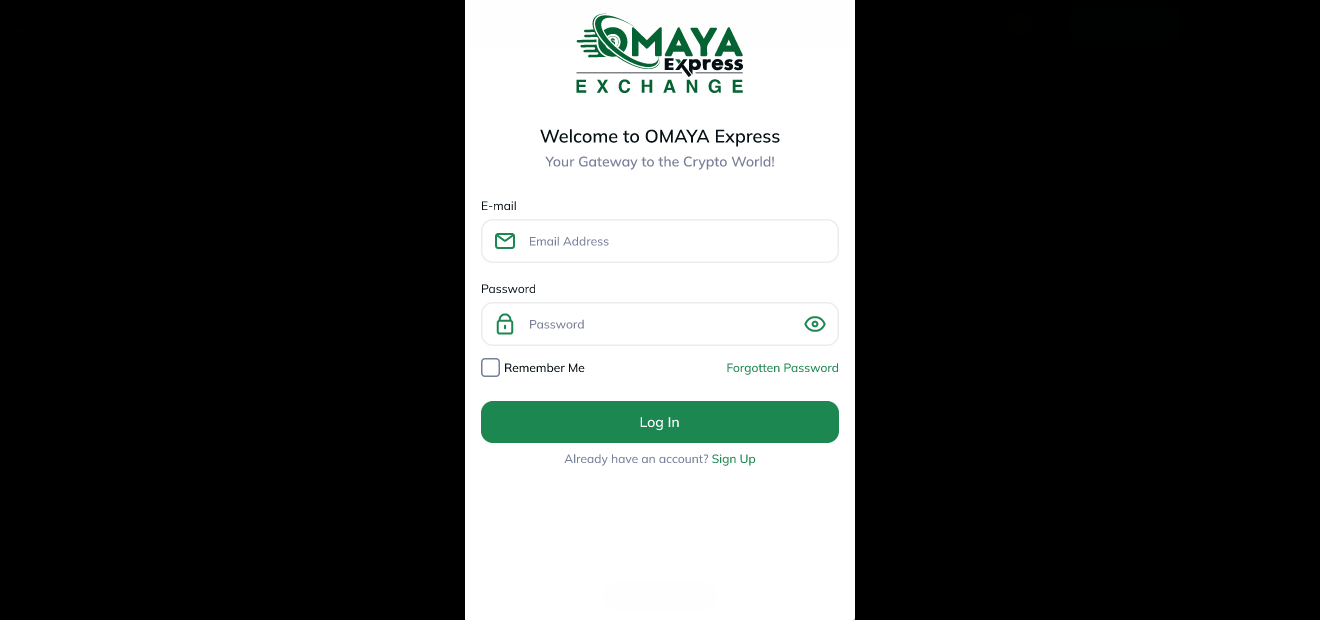 OMAYA
Express
EXCHANGE
Welcome to OMAYA Express
Your Gateway to the Crypto World!
E-mail
Email Address
Password
Password
Remember Me Forgotten Password
Log In
Already have an account? Sign Up